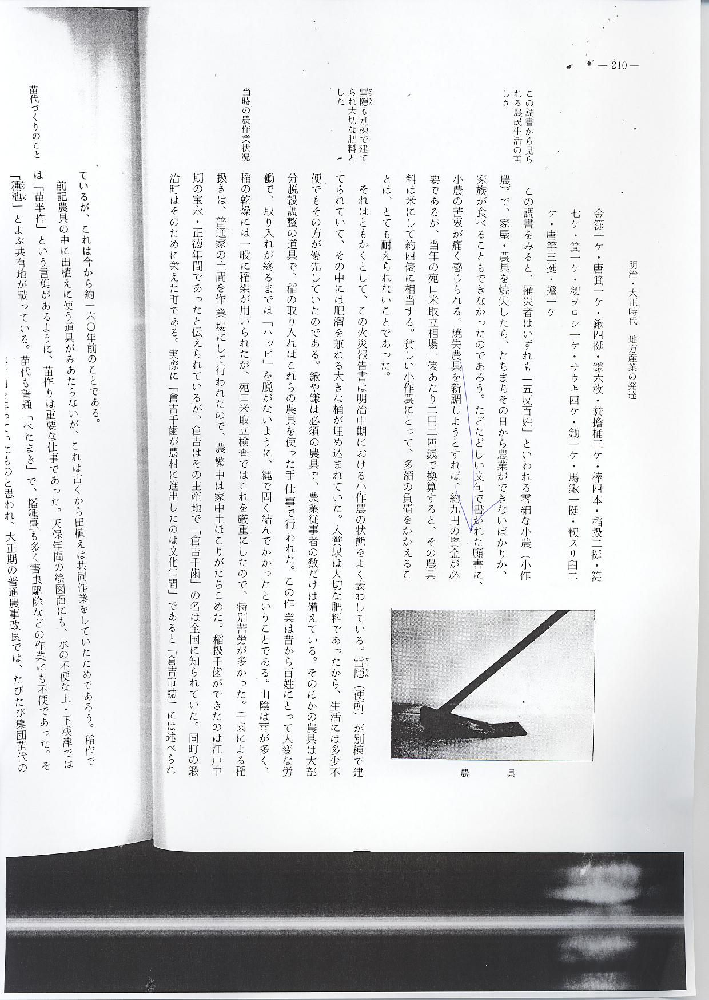 — 210 —
明治・大正時代　地方産業の発達
金簁一ケ・唐箕一ケ・鍬四挺・鎌六枚・糞擔桶三ケ・棒四本・稲扱二挺・簁
七ケ・箕一ケ・籾ヲロシ一ケ・サウキ四ケ・鋤一ケ・馬鍬一挺・籾スリ臼二
ケ・唐竿三挺・擔一ケ
この調書から見ら
れる農民生活の苦
しさ
この調書をみると、罹災者はいずれも「五反百姓」といわれる零細な小農（小作
農）で、家屋・農具を焼失したら、たちまちその日から農業ができないばかりか、
家族が食べることもできなかったのであろう。たどたどしい文句で書かれた願書に、
小農の苦衷が痛く感じられる。焼失農具を新調しようとすれば、約九円の資金が必
要であるが、当年の宛口米取立相場一俵あたり二円二四銭で換算すると、その農具
料は米にして約四俵に相当する。貧しい小作農にとって、多額の負債をかかえるこ
とは、とても耐えられないことであった。
農　具
雪隠も別棟で建て
られ大切な肥料と
した
せっちん
それはともかくとして、この火災報告書は明治中期における小作農の状態をよく表わしている。雪隠（便所）が別棟で建
せっちん
てられていて、その中には肥溜を兼ねる大きな桶が埋め込まれていた。人糞尿は大切な肥料であったから、生活には多少不
便でもその方が優先していたのである。鍬や鎌は必須の農具で、農業従事者の数だけは備えている。そのほかの農具は大部
分脱穀調整の道具で、稲の取り入れはこれらの農具を使った手仕事で行われた。この作業は昔から百姓にとって大変な労
働で、取り入れが終るまでは「ハッピ」を脱がないように、縄で固く結んでかかったということである。山陰は雨が多く、
当時の農作業状況
稲の乾燥には一般に稲架が用いられたが、宛口米取立検査ではこれを厳重にしたので、特別苦労が多かった。千歯による稲
扱きは、普通家の土間を作業場にして行われたので、農繁中は家中土ほこりがたちこめた。稲扱千歯ができたのは江戸中
期の宝永・正徳年間であったと伝えられているが、倉吉はその主産地で「倉吉千歯」の名は全国に知られていた。同町の鍛
治町はそのために栄えた町である。実際に「倉吉千歯が農村に進出したのは文化年間」であると「倉吉市誌」には述べられ
ているが、これは今から約一六〇年前のことである。
前記農具の中に田植えに使う道具がみあたらないが、これは古くから田植えは共同作業をしていたためであろう。稲作で
苗代づくりのこと
は「苗半作」という言葉があるように、苗作りは重要な仕事であった。天保年間の絵図面にも、水の不便な上・下浅津では
「種池」とよぶ共有地が載っている。苗代も普通「べたまき」で、播種量も多く害虫駆除などの作業にも不便であった。そ
ものと思われ、大正期の普通農事改良では、たびたび集団苗代の